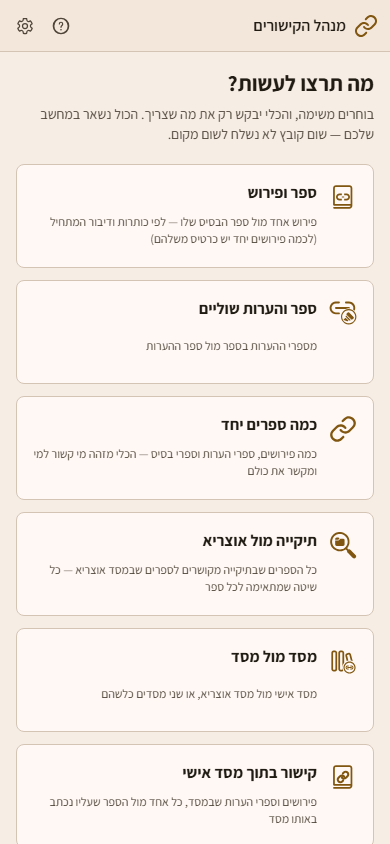 מנהל הקישורים
מה תרצו לעשות?
בוחרים משימה, והכלי יבקש רק את מה שצריך. הכול נשאר במחשב
שלכם — שום קובץ לא נשלח לשום מקום.
ספר ופירוש
פירוש אחד מול ספר הבסיס שלו — לפי כותרות ודיבור המתחיל
(לכמה פירושים יחד יש כרטיס משלהם)
ספר והערות שוליים
מספרי ההערות בספר מול ספר ההערות
כמה ספרים יחד
כמה פירושים, ספרי הערות וספרי בסיס — הכלי מזהה מי קשור למי
ומקשר את כולם
תיקייה מול אוצריא
כל הספרים שבתיקייה מקושרים לספרים שבמסד אוצריא — כל
שיטה שמתאימה לכל ספר
מסד מול מסד
מסד אישי מול מסד אוצריא, או שני מסדים כלשהם
קישור בתוך מסד אישי
פירושים וספרי הערות שבמסד, כל אחד מול הספר שעליו נכתב
באותו מסד